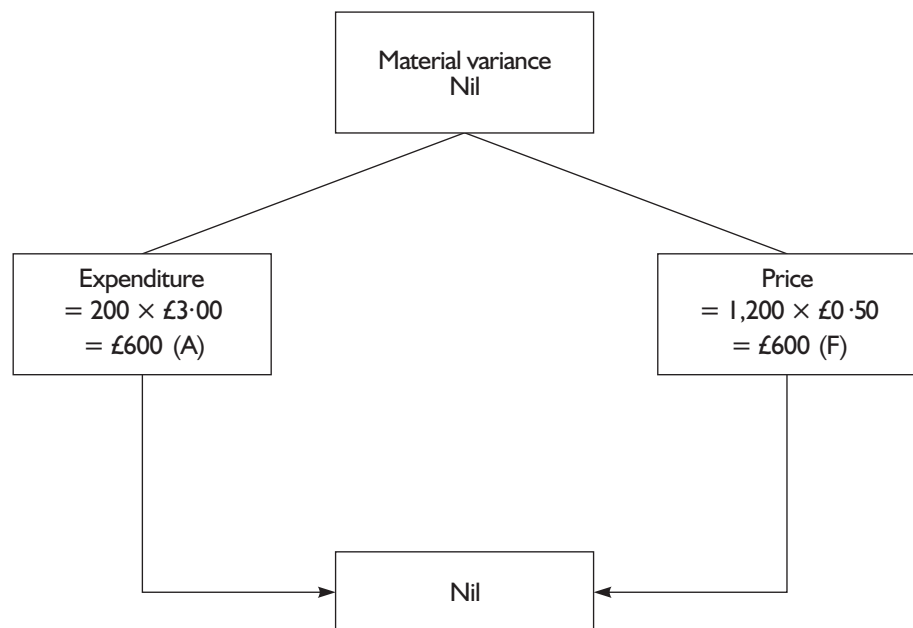 Material variance
Nil
Expenditure
= 200 × £3·00
= £600 (A)
Price
= 1,200 × £0·50
= £600 (F)
Nil